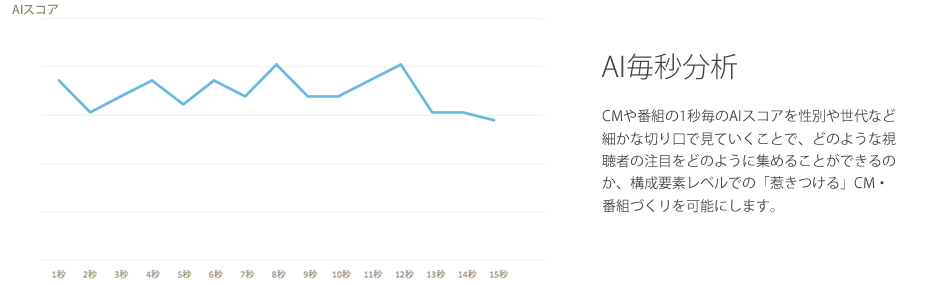 AIスコア
1秒 2秒 3秒 4秒 5秒 6秒 7秒 8秒 9秒 10秒 11秒 12秒 13秒 14秒 15秒
AI毎秒分析
CMや番組の1秒毎のAIスコアを性別や世代など
細かな切り口で見ていくことで、どのような視
聴者の注目をどのように集めることができるの
か、構成要素レベルでの「惹きつける」CM・
番組づくりを可能にします。